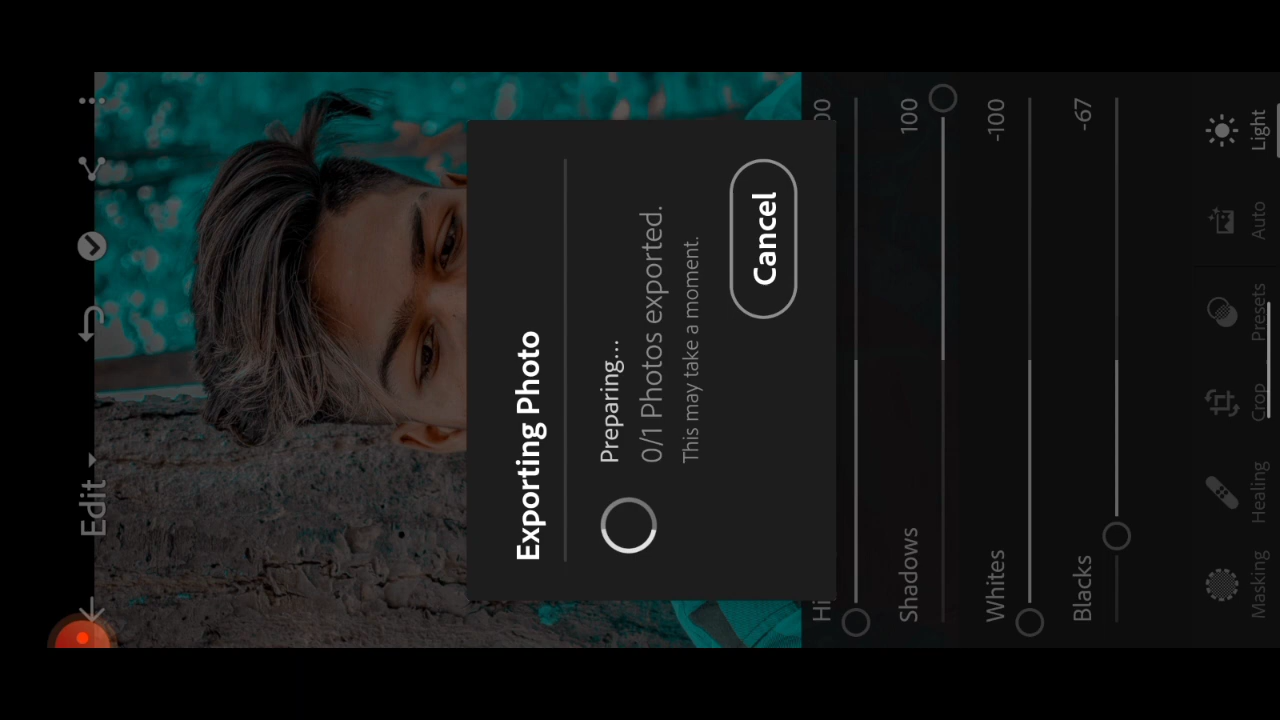 Edit
Exporting Photo
Preparing...
0/1 Photos exported.
This may take a moment.
Cancel
Shadows
100
Whites
-100
Blacks
-67
Masking
Healing
Crop
Presets
Auto
Light